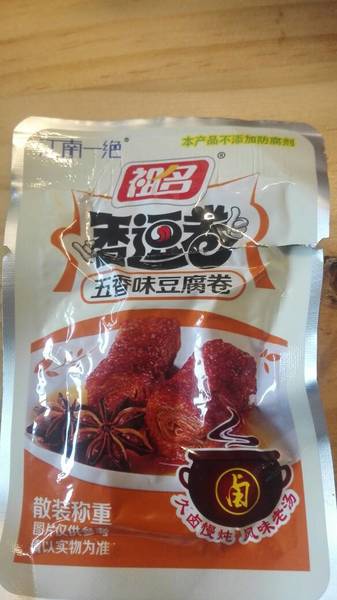 江南一绝®
本产品不添加防腐剂
祖名®
香逗卷
五香味豆腐卷
卤
久卤慢炖 风味老汤
散装称重
图片仅供参考
请以实物为准